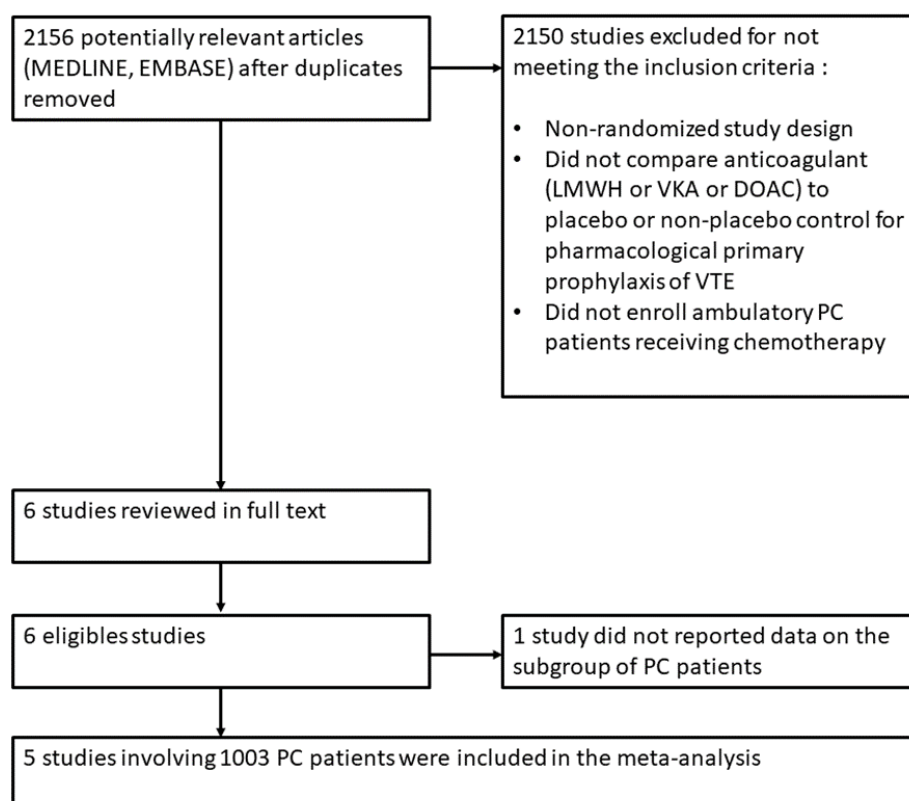 2156 potentially relevant articles
(MEDLINE, EMBASE) after duplicates
removed
2150 studies excluded for not
meeting the inclusion criteria :
• Non-randomized study design
• Did not compare anticoagulant
(LMWH or VKA or DOAC) to
placebo or non-placebo control for
pharmacological primary
prophylaxis of VTE
• Did not enroll ambulatory PC
patients receiving chemotherapy
6 studies reviewed in full text
6 eligibles studies
1 study did not reported data on the
subgroup of PC patients
5 studies involving 1003 PC patients were included in the meta-analysis